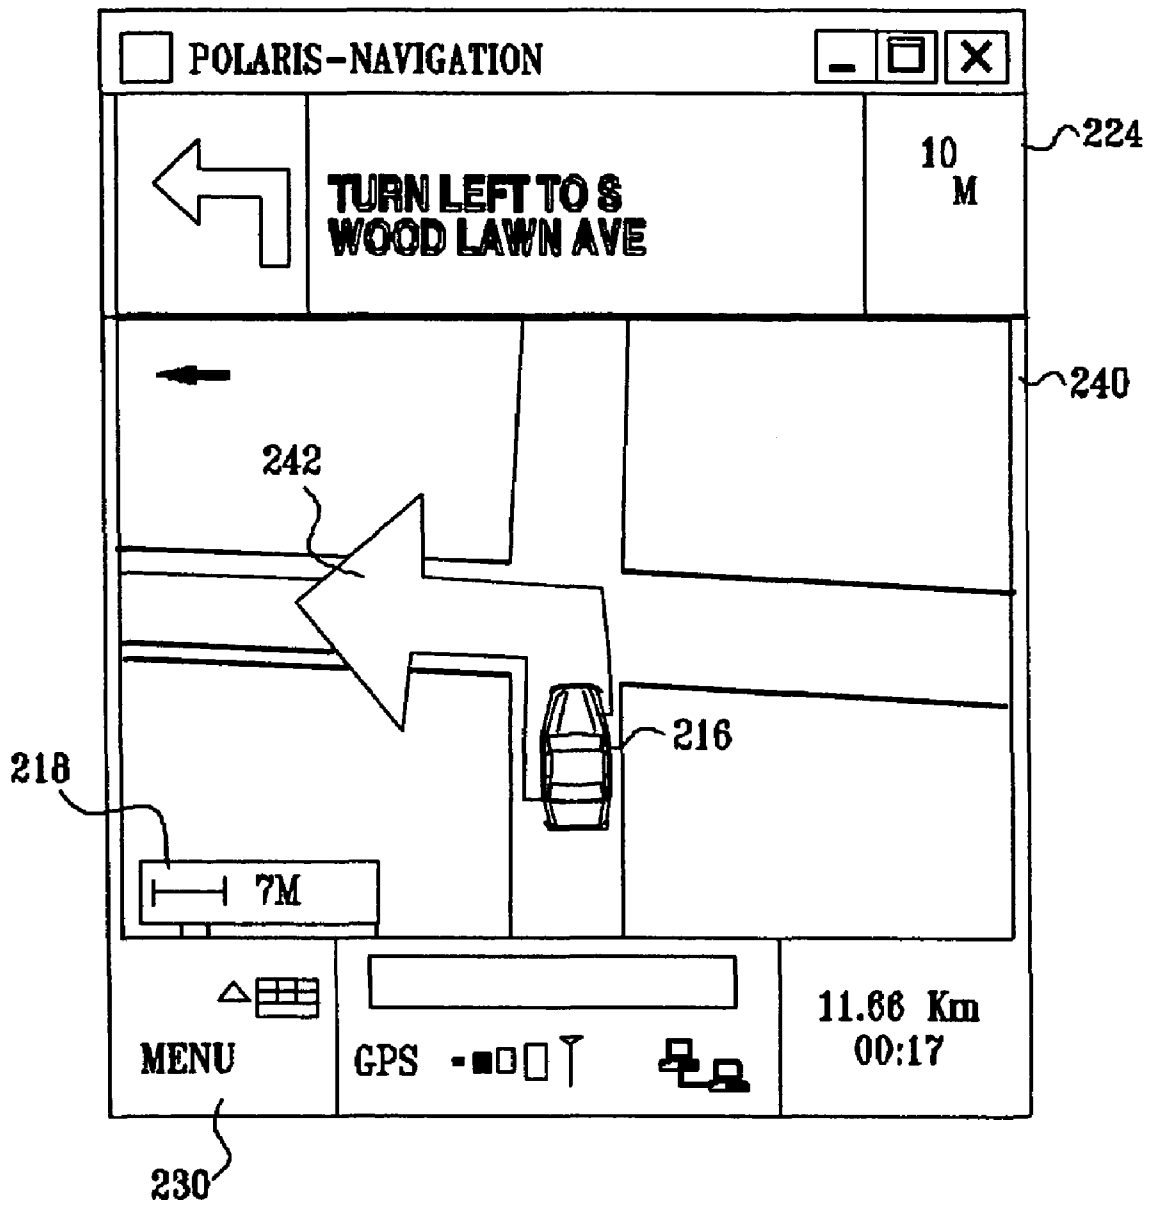 POLARIS-NAVIGATION
224
10
M
TURN LEFT TO S
WOOD LAWN AVE
240
242
216
218
7M
11.66 Km
00:17
MENU
GPS
230